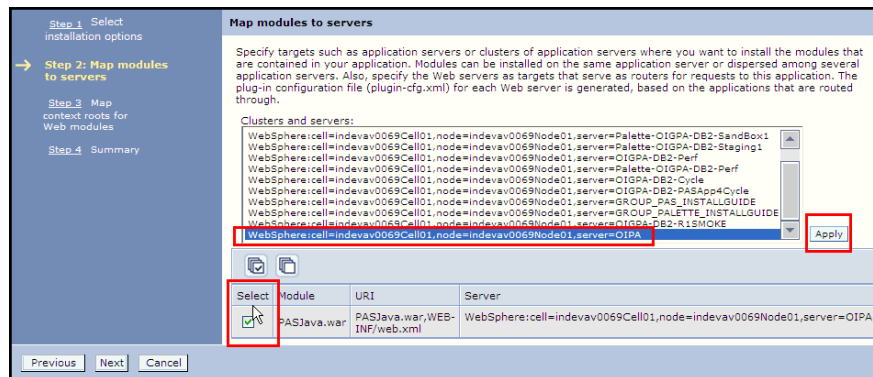 Step 1 Select
installation options
Step 2: Map modules
to servers
Step 3 Map
context roots for
Web modules
Step 4 Summary
Map modules to servers
Specify targets such as application servers or clusters of application servers where you want to install the modules that
are contained in your application. Modules can be installed on the same application server or dispersed among several
application servers. Also, specify the Web servers as targets that serve as routers for requests to this application. The
plug-in configuration file (plugin-cfg.xml) for each Web server is generated, based on the applications that are routed
through.
Clusters and servers:
WebSphere:cell=indevav0069Cell01,node=indevav0069Node01,server=Palette-OIGPA-DB2-SandBox1
WebSphere:cell=indevav0069Cell01,node=indevav0069Node01,server=Palette-OIGPA-DB2-Staging1
WebSphere:cell=indevav0069Cell01,node=indevav0069Node01,server=OIGPA-DB2-Perf
WebSphere:cell=indevav0069Cell01,node=indevav0069Node01,server=Palette-OIGPA-DB2-Perf
WebSphere:cell=indevav0069Cell01,node=indevav0069Node01,server=OIGPA-DB2-Cycle
WebSphere:cell=indevav0069Cell01,node=indevav0069Node01,server=OIGPA-DB2-PASApp4Cycle
WebSphere:cell=indevav0069Cell01,node=indevav0069Node01,server=GROUP_PAS_INSTALLGUIDE
WebSphere:cell=indevav0069Cell01,node=indevav0069Node01,server=GROUP_PALETTE_INSTALLGUIDE
WebSphere:cell=indevav0069Cell01,node=indevav0069Node01,server=OIGPA-DB2-R1SMOKE
WebSphere:cell=indevav0069Cell01,node=indevav0069Node01,server=OIPA
Apply
Select Module URI Server
PASJava.war PASJava.war,WEB-
INF/web.xml WebSphere:cell=indevav0069Cell01,node=indevav0069Node01,server=OIPA
Previous Next Cancel